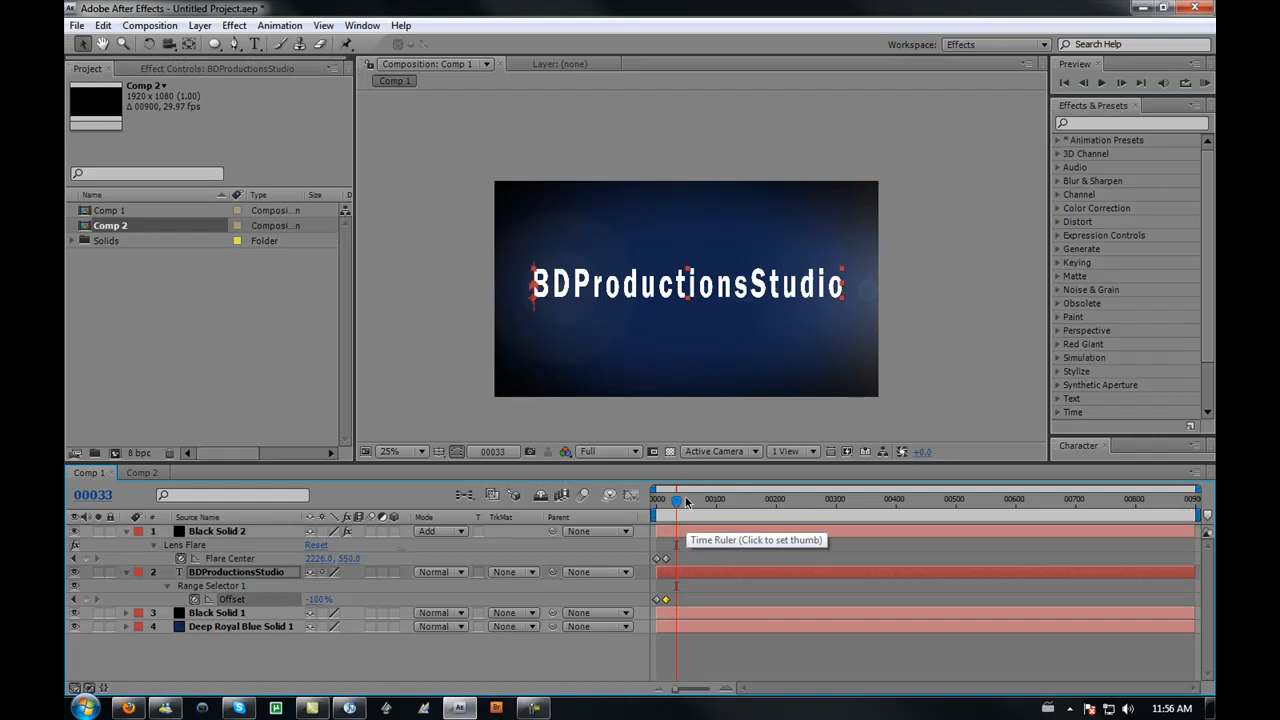 Adobe After Effects - Untitled Project.aep *
File Edit Composition Layer Effect Animation View Window Help
Workspace: Effects Search Help
Project Effect Controls: BDProductionsStudio
Composition: Comp 1 Layer: (none)
Preview
Comp 1
Comp 2
1920 x 1080 (1.00)
Δ 00900, 29.97 fps
Effects & Presets
* Animation Presets
3D Channel
Audio
Blur & Sharpen
Channel
Color Correction
Distort
Expression Controls
Generate
Keying
Matte
Noise & Grain
Obsolete
Paint
Perspective
Red Giant
Simulation
Stylize
Synthetic Aperture
Text
Time
Character
Name Type Size D
Comp 1 Composi...n
Comp 2 Composi...n
Solids Folder
BDProductionsStudio
8 bpc
25% 00033 Full Active Camera 1 View +0.0
Comp 1 Comp 2
00033
0000 00100 00200 00300 00400 00500 00600 00700 00800 0090
# Source Name Mode T TrkMat Parent
1 Black Solid 2 Add None
Lens Flare Reset
Flare Center 2226.0, 550.0
2 T BDProductionsStudio Normal None None
Range Selector 1
Offset -100%
3 Black Solid 1 Normal None None
4 Deep Royal Blue Solid 1 Normal None None
Time Ruler (Click to set thumb)
Ae Br
11:56 AM